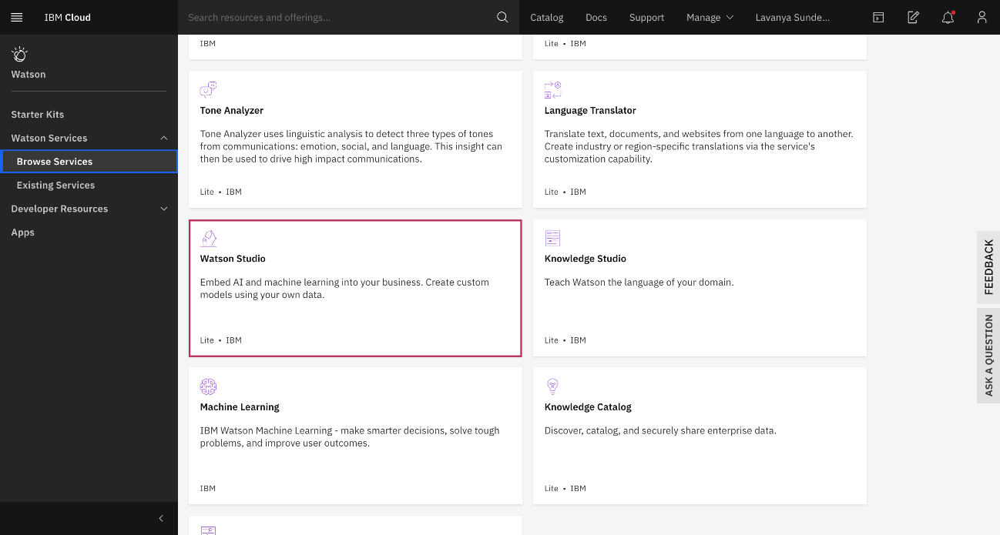 IBM Cloud
Search resources and offerings...
Catalog
Docs
Support
Manage
Lavanya Sunde...
Watson
Starter Kits
Watson Services
Browse Services
Existing Services
Developer Resources
Apps
IBM
Lite • IBM
Tone Analyzer
Tone Analyzer uses linguistic analysis to detect three types of tones
from communications: emotion, social, and language. This insight can
then be used to drive high impact communications.
Lite • IBM
Language Translator
Translate text, documents, and websites from one language to another.
Create industry or region-specific translations via the service's
customization capability.
Lite • IBM
Watson Studio
Embed AI and machine learning into your business. Create custom
models using your own data.
Lite • IBM
Knowledge Studio
Teach Watson the language of your domain.
Lite • IBM
Machine Learning
IBM Watson Machine Learning - make smarter decisions, solve tough
problems, and improve user outcomes.
IBM
Knowledge Catalog
Discover, catalog, and securely share enterprise data.
Lite • IBM
FEEDBACK
ASK A QUESTION